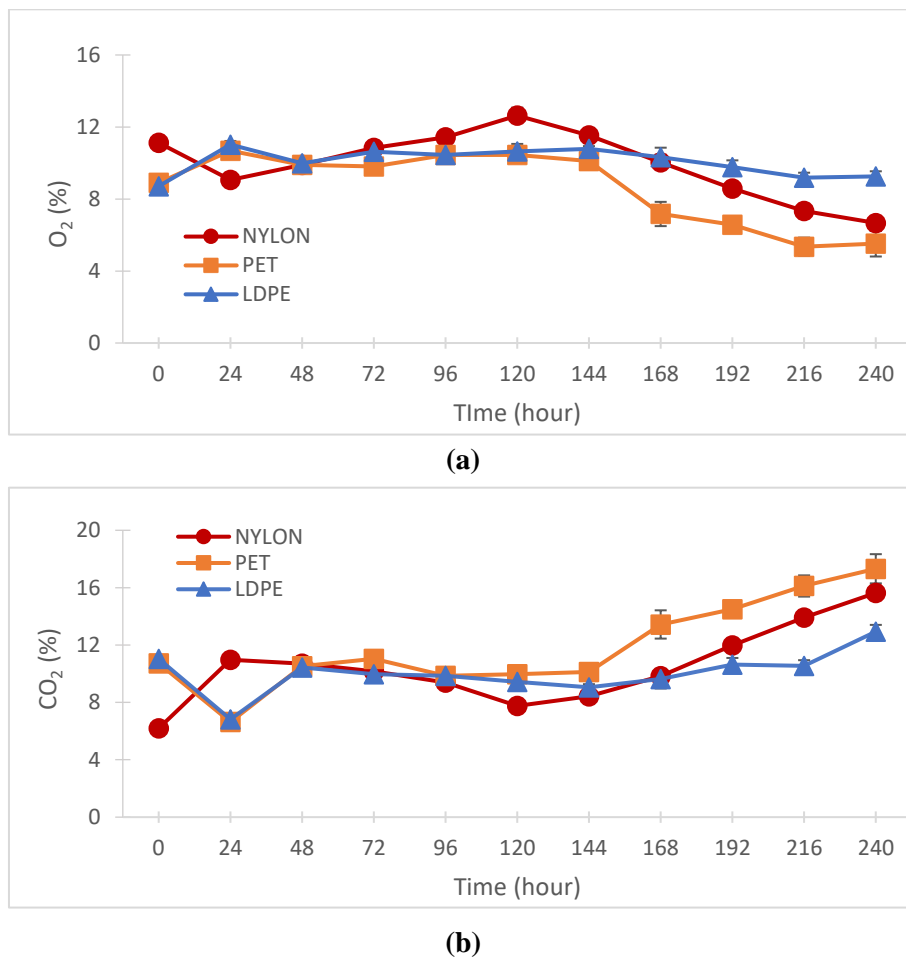 16
12
8
4
0
O₂ (%)
NYLON
PET
LDPE
0 24 48 72 96 120 144 168 192 216 240
TIme (hour)
(a)
20
16
12
8
4
0
CO₂ (%)
NYLON
PET
LDPE
0 24 48 72 96 120 144 168 192 216 240
Time (hour)
(b)